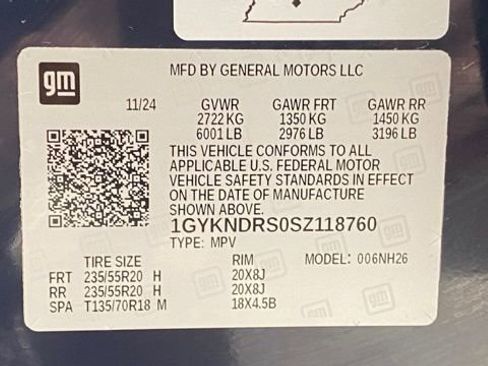 gm
MFD BY GENERAL MOTORS LLC
11/24 GVWR GAWR FRT GAWR RR
2722 KG 1350 KG 1450 KG
6001 LB 2976 LB 3196 LB
THIS VEHICLE CONFORMS TO ALL
APPLICABLE U.S. FEDERAL MOTOR
VEHICLE SAFETY STANDARDS IN EFFECT
ON THE DATE OF MANUFACTURE
SHOWN ABOVE.
1GYKNDRS0SZ118760
TYPE: MPV
TIRE SIZE RIM MODEL: 006NH26
FRT 235/55R20 H 20X8J
RR 235/55R20 H 20X8J
SPA T135/70R18 M 18X4.5B